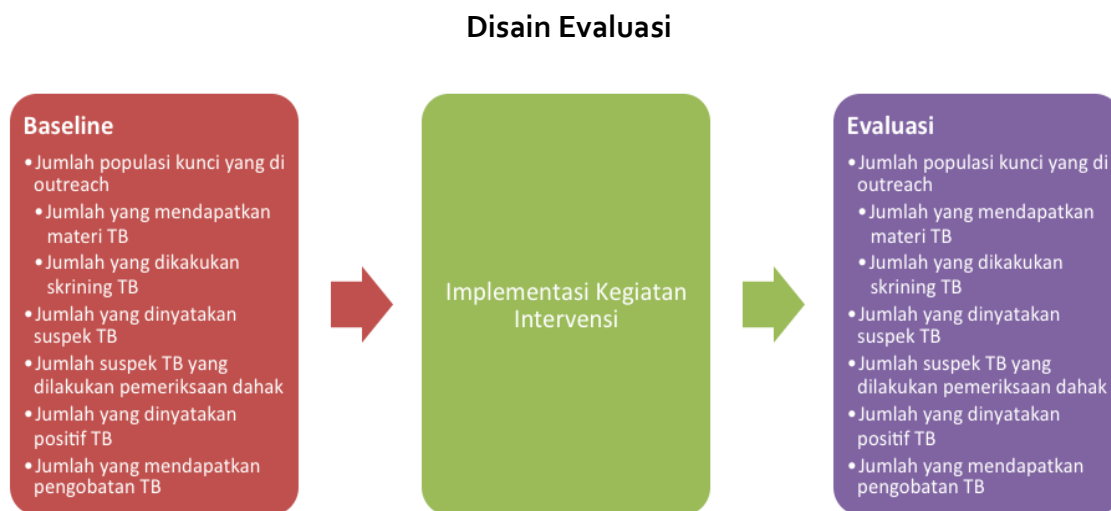 Disain Evaluasi
Baseline
•Jumlah populasi kunci yang di
outreach
•Jumlah yang mendapatkan
materi TB
•Jumlah yang dikakukan
skrining TB
•Jumlah yang dinyatakan
suspek TB
•Jumlah suspek TB yang
dilakukan pemeriksaan dahak
•Jumlah yang dinyatakan
positif TB
•Jumlah yang mendapatkan
pengobatan TB
Implementasi Kegiatan
Intervensi
Evaluasi
•Jumlah populasi kunci yang di
outreach
•Jumlah yang mendapatkan
materi TB
•Jumlah yang dikakukan
skrining TB
•Jumlah yang dinyatakan
suspek TB
•Jumlah suspek TB yang
dilakukan pemeriksaan dahak
•Jumlah yang dinyatakan
positif TB
•Jumlah yang mendapatkan
pengobatan TB